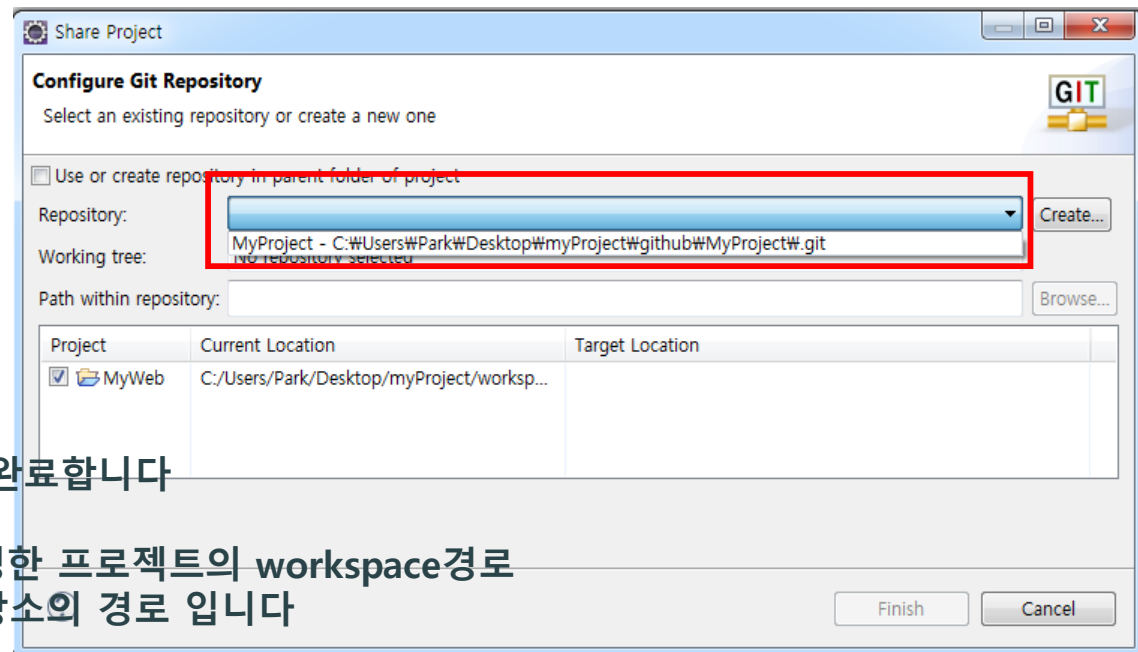 Share Project
Configure Git Repository
GIT
Select an existing repository or create a new one
Use or create repository in parent folder of project
Repository:
Create...
MyProject - C:₩Users₩Park₩Desktop₩myProject₩github₩MyProject₩.git
Working tree:
No repository selected
Path within repository:
Browse...
Project Current Location Target Location
MyWeb C:/Users/Park/Desktop/myProject/worksp...
완료합니다
한 프로젝트의 workspace경로
소의 경로 입니다
Finish Cancel